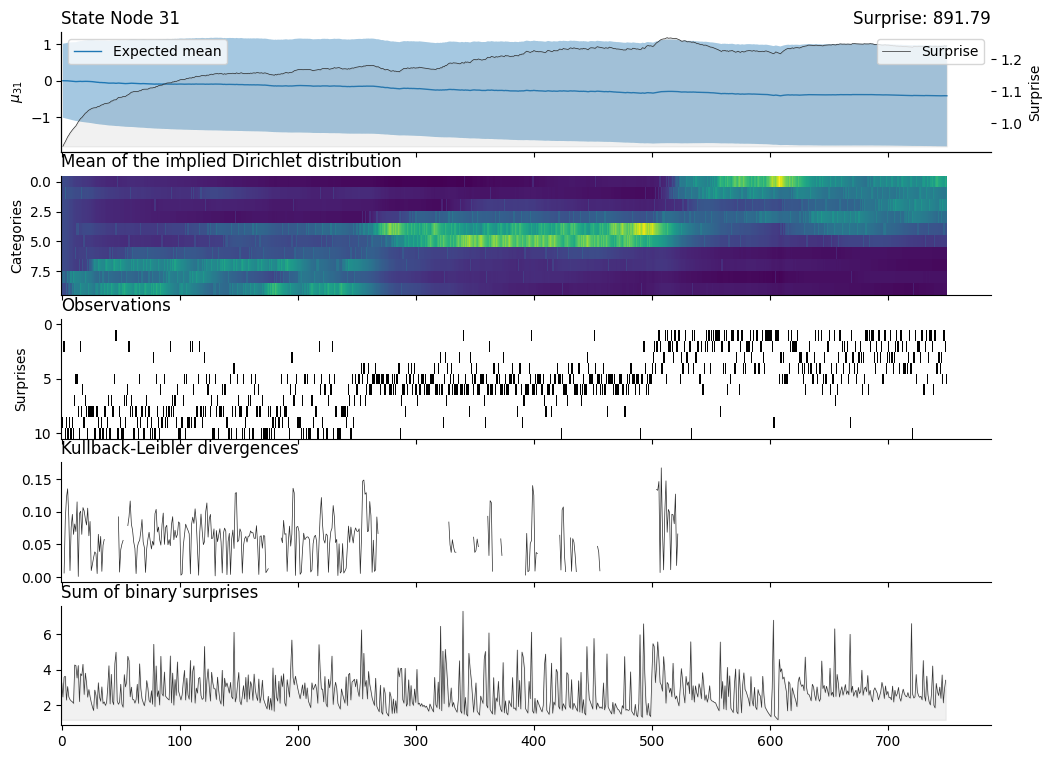 State Node 31 Surprise: 891.79
1 Expected mean Surprise 1.2
0 1.1
−1 1.0
μ31 Surprise
Mean of the implied Dirichlet distribution
0.0
2.5
5.0
7.5
Categories
Observations
0
5
10
Surprises
Kullback-Leibler divergences
0.15
0.10
0.05
0.00
Sum of binary surprises
6
4
2
0 100 200 300 400 500 600 700